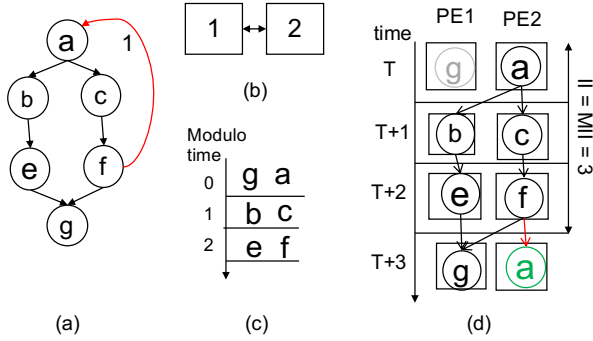 a
1
b
c
e
f
g
(a)
1
2
(b)
Modulo
time
0 g a
1 b c
2 e f
(c)
PE1 PE2
time
T
g
a
T+1
b
c
T+2
e
f
T+3
g
a
II = MII = 3
(d)